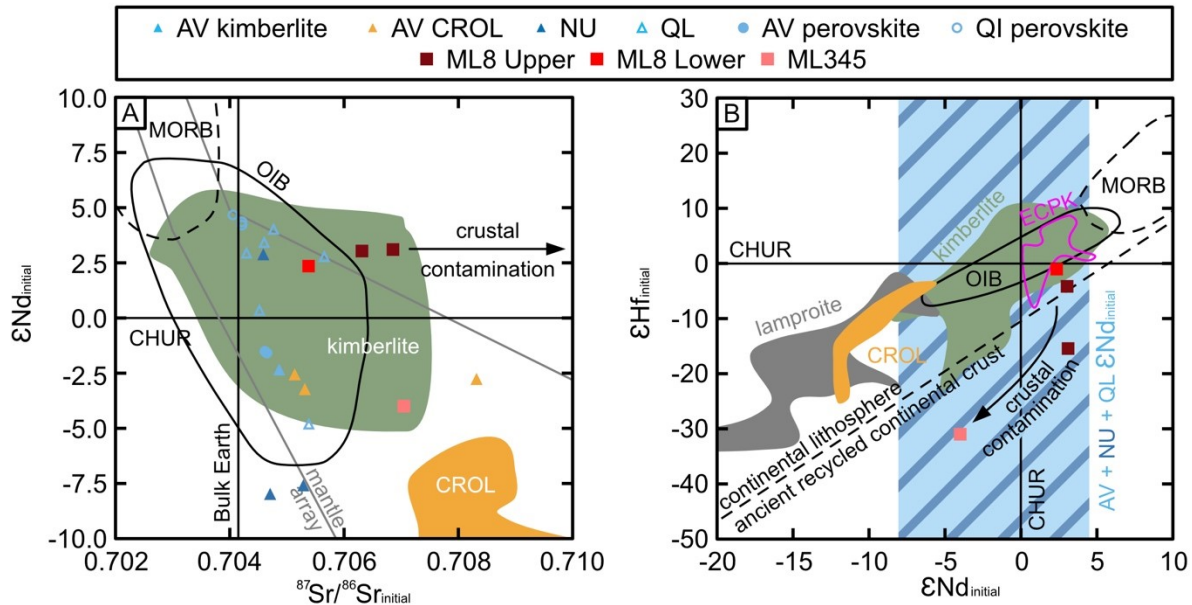 AV kimberlite AV CROL NU QL AV perovskite QI perovskite
ML8 Upper ML8 Lower ML345
A
10.0
7.5
5.0
2.5
0.0
-2.5
-5.0
-7.5
-10.0
εNdinitial
MORB
OIB
crustal
contamination
CHUR
kimberlite
Bulk Earth
mantle
array
CROL
0.702 0.704 0.706 0.708 0.710
87Sr/86Srinitial
B
30
20
10
0
-10
-20
-30
-40
-50
εHfinitial
MORB
ECPK
kimberlite
CHUR
OIB
lamproite
CROL
continental lithosphere
ancient recycled continental crust
crustal
contamination
CHUR
AV + NU + QL εNdinitial
-20 -15 -10 -5 0 5 10
εNdinitial